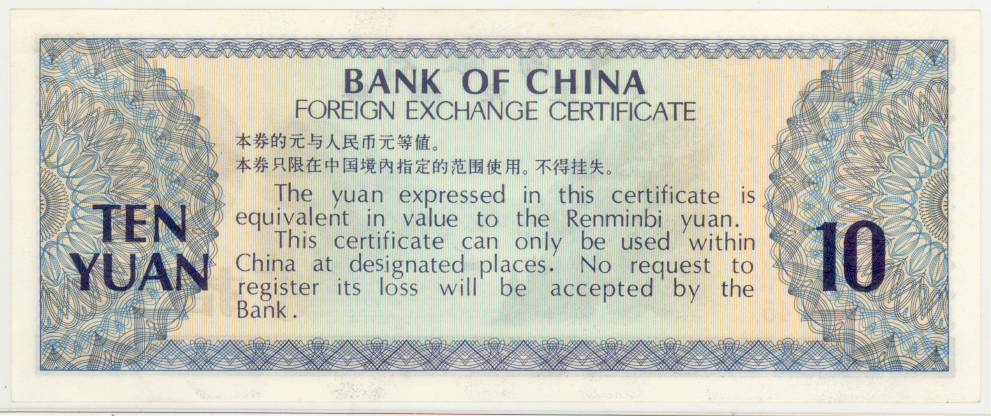 BANK OF CHINA
FOREIGN EXCHANGE CERTIFICATE
本券的元与人民币元等值。
本券只限在中国境内指定的范围使用。不得挂失。
The yuan expressed in this certificate is
equivalent in value to the Renminbi yuan.
This certificate can only be used within
China at designated places. No request to
register its loss will be accepted by the
Bank.
TEN
YUAN
10